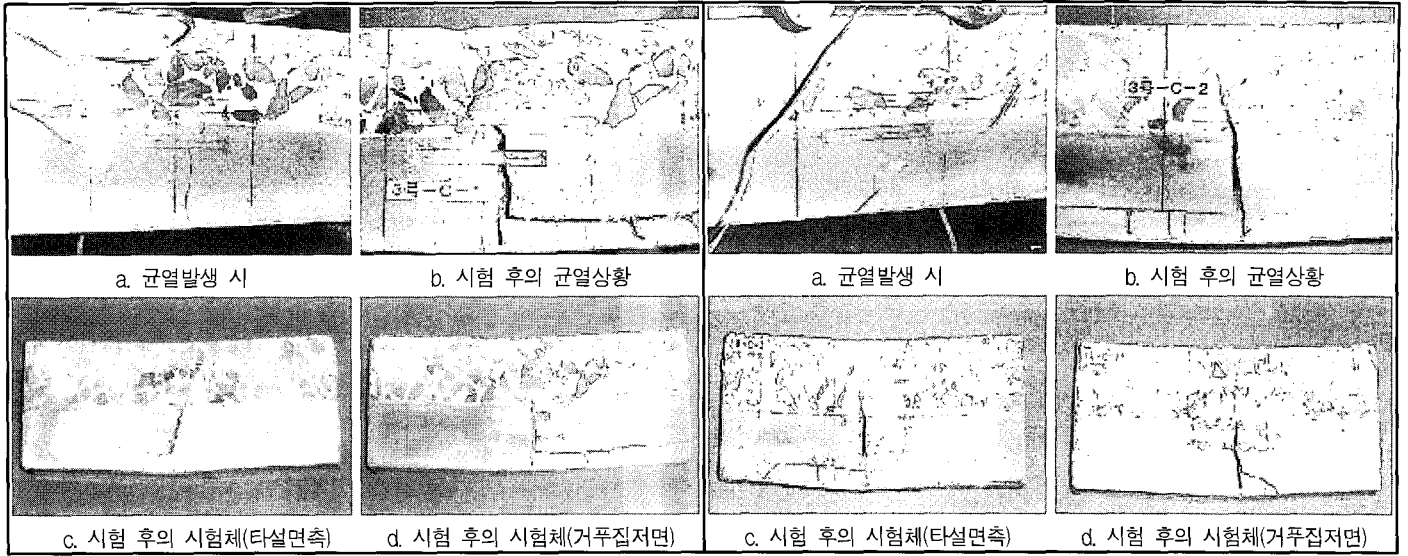 3号-C-
3号-C-2
a. 균열발생 시
b. 시험 후의 균열상황
a. 균열발생 시
b. 시험 후의 균열상황
c. 시험 후의 시험체(타설면측)
d. 시험 후의 시험체(거푸집저면)
c. 시험 후의 시험체(타설면측)
d. 시험 후의 시험체(거푸집저면)